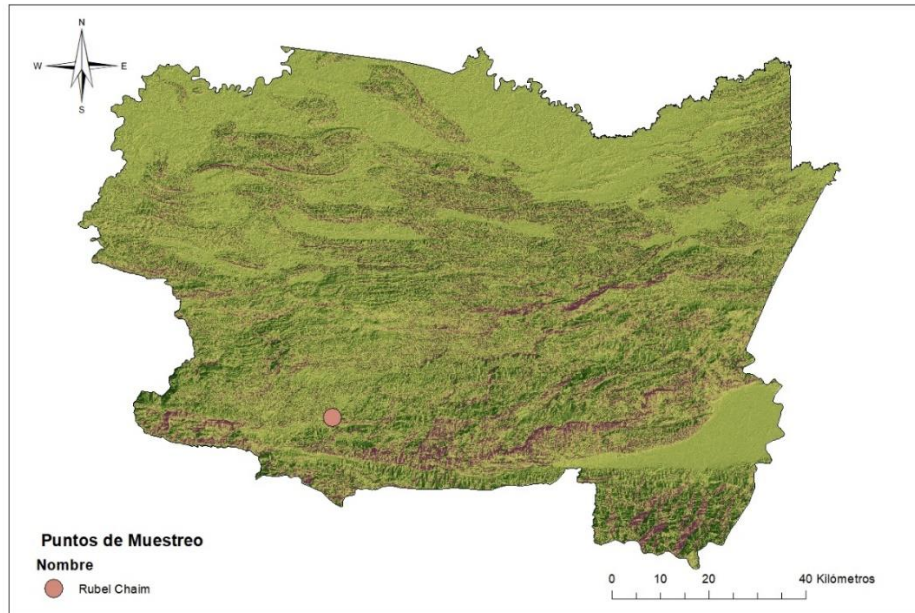 N
W E
S
Puntos de Muestreo
Nombre
Rubel Chaim
0 10 20 40 Kilómetros